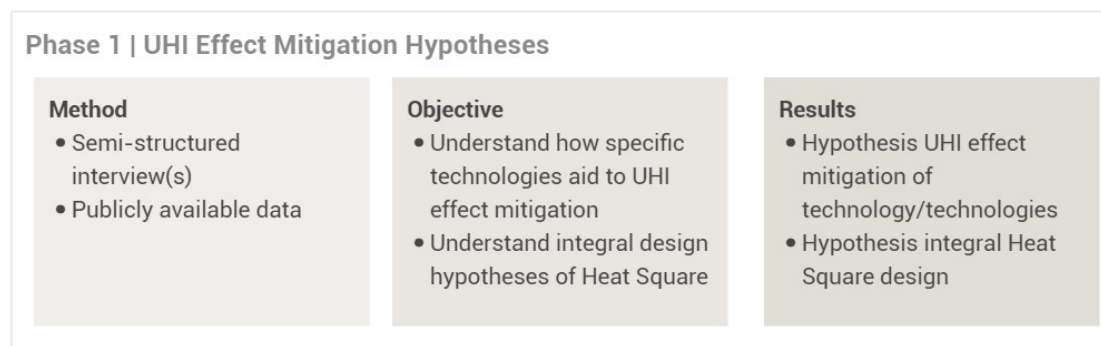 Phase 1 | UHI Effect Mitigation Hypotheses
Method
• Semi-structured
interview(s)
• Publicly available data
Objective
• Understand how specific
technologies aid to UHI
effect mitigation
• Understand integral design
hypotheses of Heat Square
Results
• Hypothesis UHI effect
mitigation of
technology/technologies
• Hypothesis integral Heat
Square design